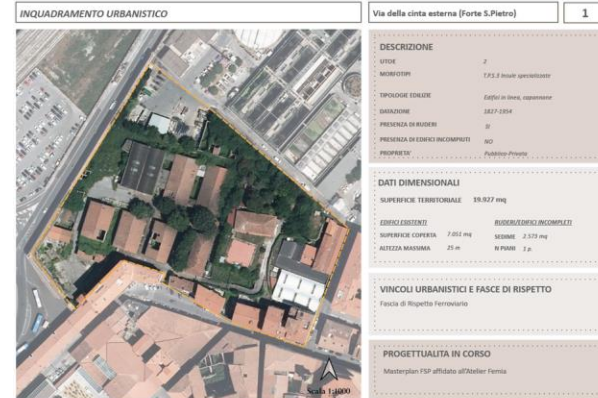 INQUADRAMENTO URBANISTICO
Via della cinta esterna (Forte S.Pietro)
1
DESCRIZIONE
UTOE 2
MORFOTIPI T.P.S.3 Insule specializzate
TIPOLOGIE EDILIZIE Edifici in linea, capannone
DATAZIONE 1827-1954
PRESENZA DI RUDERI SI
PRESENZA DI EDIFICI INCOMPIUTI NO
PROPRIETA' Pubblico-Privata
DATI DIMENSIONALI
SUPERFICIE TERRITORIALE 19.927 mq
EDIFICI ESISTENTI RUDERI/EDIFICI INCOMPLETI
SUPERFICIE COPERTA 7.051 mq SEDIME 2.573 mq
ALTEZZA MASSIMA 25 m N PIANI 1 p.
VINCOLI URBANISTICI E FASCE DI RISPETTO
Fascia di Rispetto Ferroviario
PROGETTUALITA IN CORSO
Masterplan FSP affidato all'Atelier Femia
Scala 1:1000